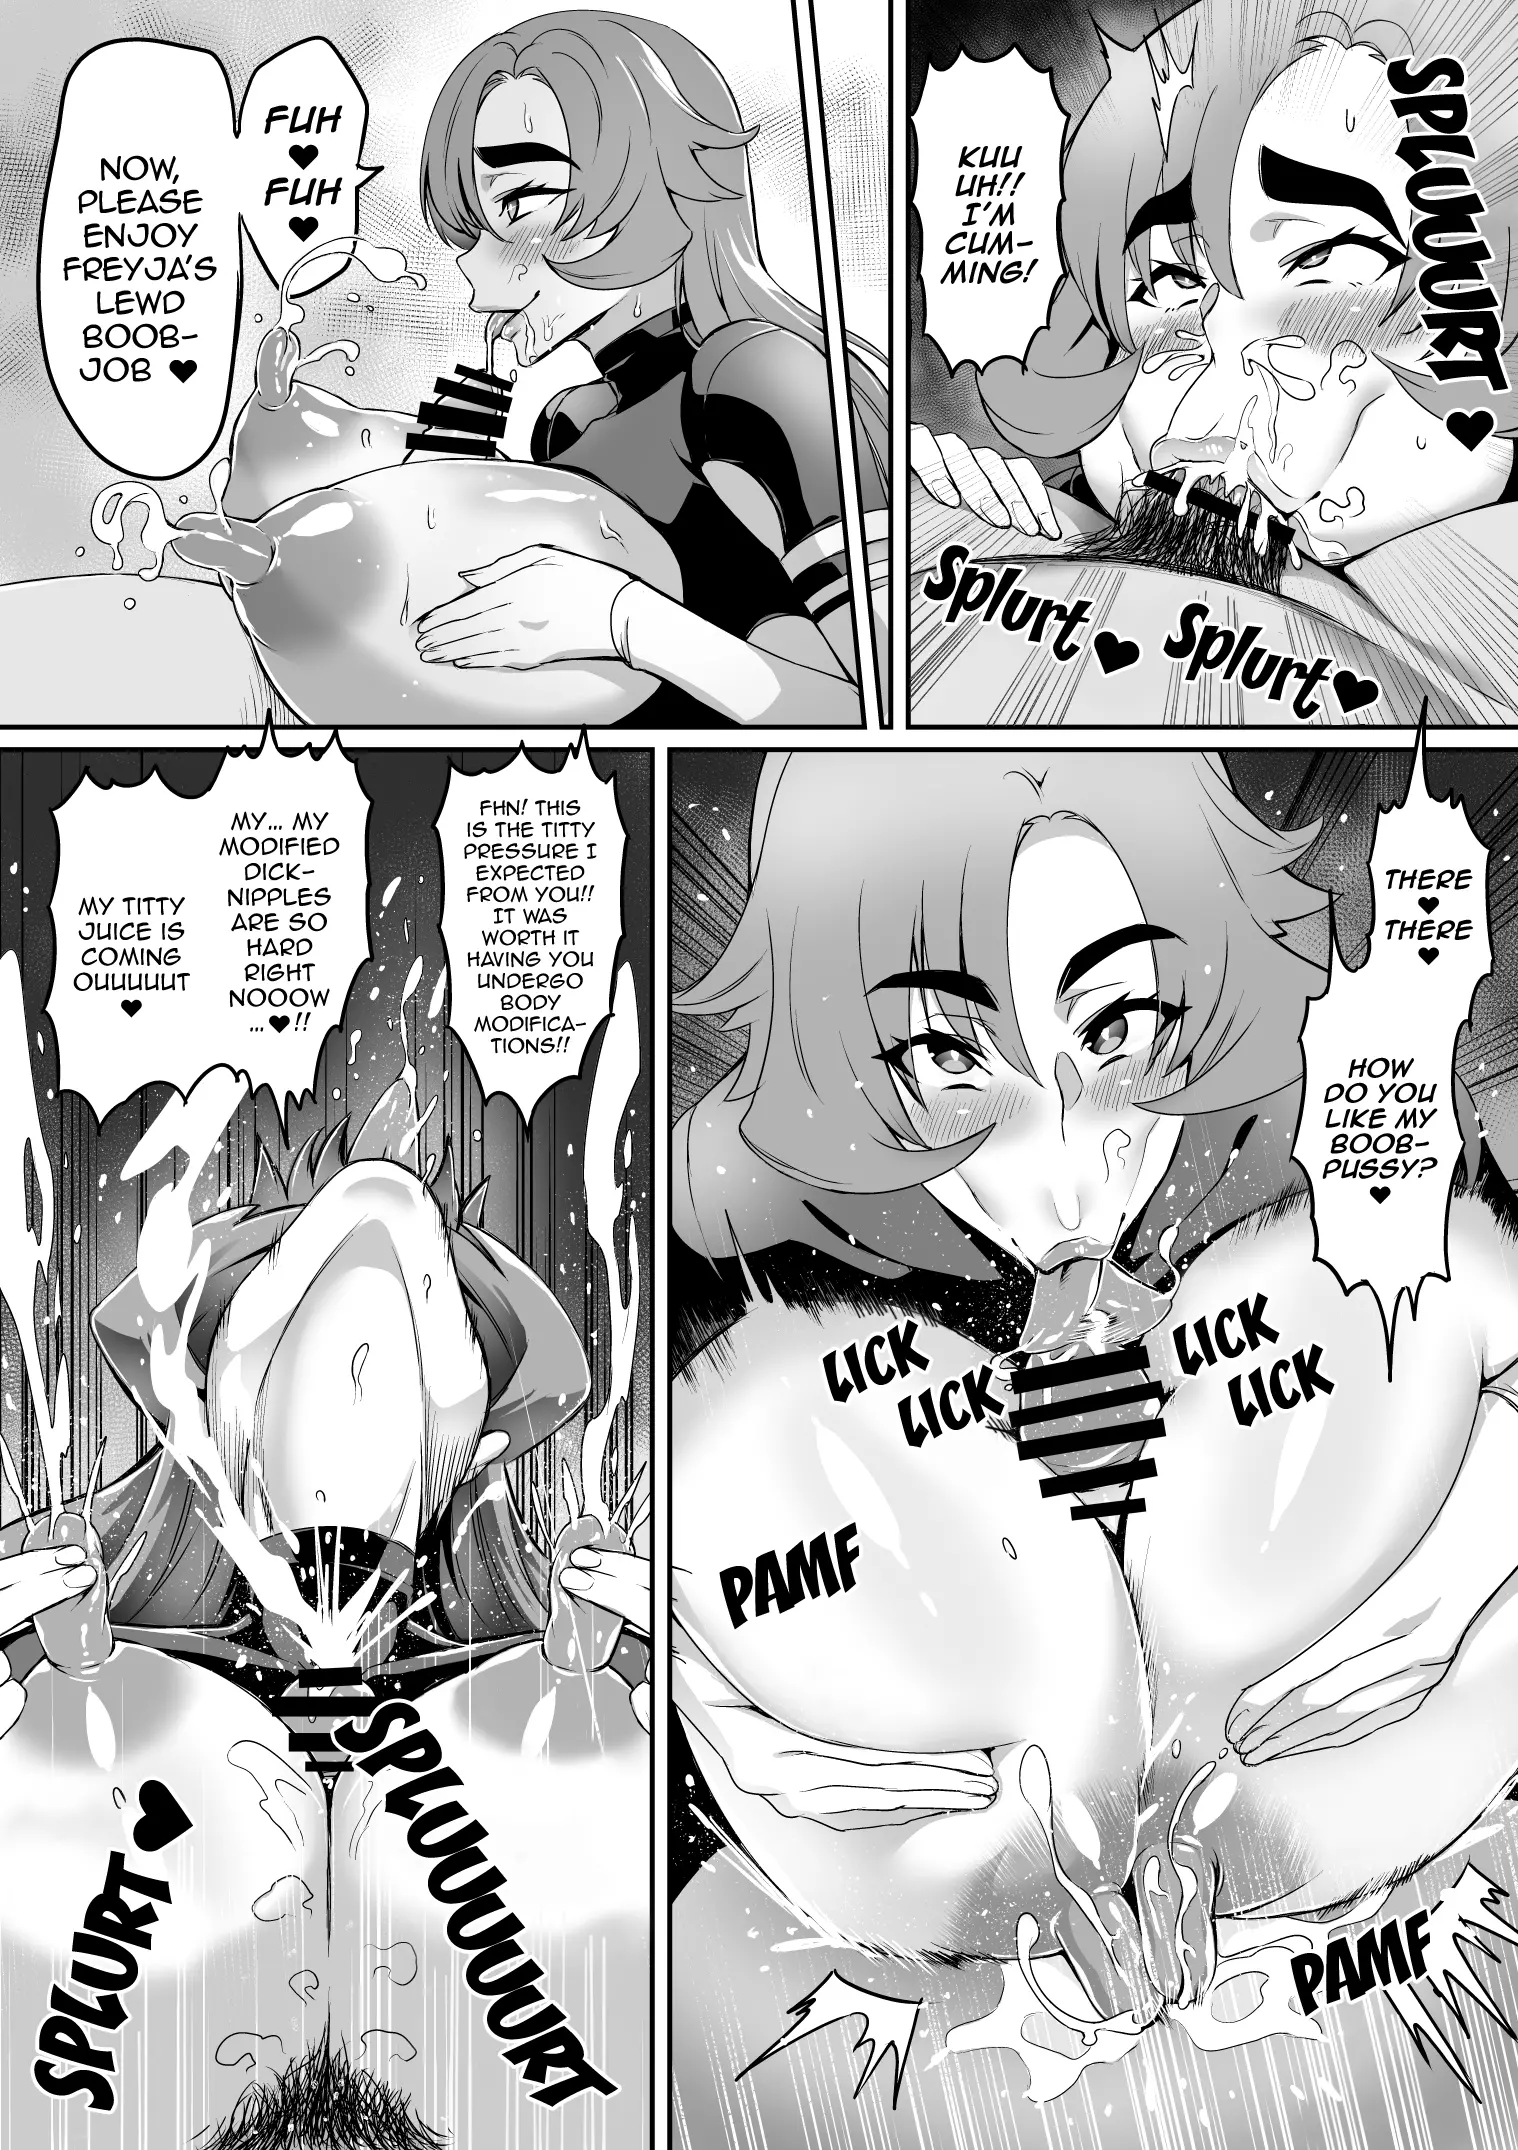 SPLUUURT ♥
KUU
UH!!
I'M
CUM-
MING!
Splurt ♥
Splurt ♥
FUH
♥
FUH
♥
NOW,
PLEASE
ENJOY
FREYJA'S
LEWD
BOOB-
JOB ♥
THERE
♥
THERE
♥
HOW
DO YOU
LIKE MY
BOOB-
PUSSY?
♥
LICK
LICK
LICK
LICK
PAMF
PAMF
FHN! THIS
IS THE TITTY
PRESSURE I
EXPECTED
FROM YOU!!
IT WAS
WORTH IT
HAVING YOU
UNDERGO
BODY
MODIFICA-
TIONS!!
MY... MY
MODIFIED
DICK-
NIPPLES
ARE SO
HARD
RIGHT
NOOOW
...♥!!
MY TITTY
JUICE IS
COMING
OUUUUUT
♥
SPLUUUUUURT
SPLURT ♥